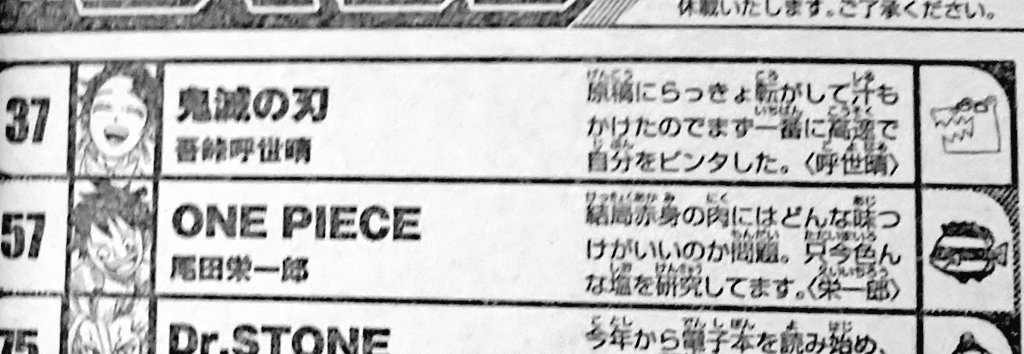 休載いたします。ご了承ください。
37
鬼滅の刃
吾峠呼世晴
原稿にらっきょ転がして汁も
かけたのでまず一番に高速で
自分をビンタした。〈呼世晴〉
57
ONE PIECE
尾田栄一郎
結局赤身の肉にはどんな味つ
けがいいのか問題。只今色ん
な塩を研究してます。〈栄一郎〉
75
Dr.STONE
今年から電子本を読み始め、